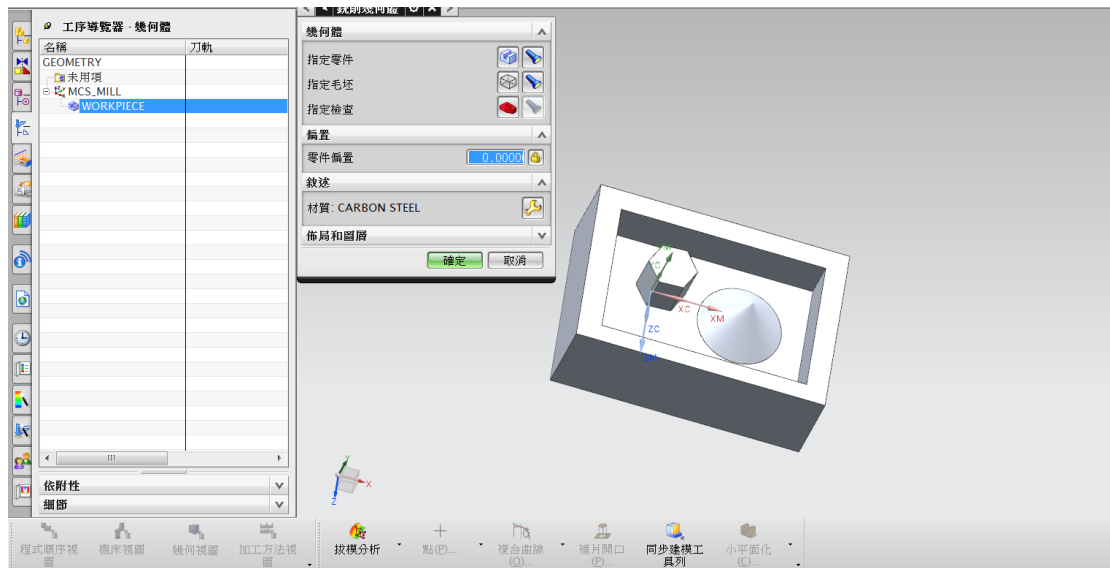 銑削幾何體
工序導覽器 - 幾何體
名稱 刀軌
GEOMETRY
未用項
MCS_MILL
WORKPIECE
依附性
細節
幾何體
指定零件
指定毛坯
指定檢查
偏置
零件偏置 0.0000
敘述
材質: CARBON STEEL
佈局和圖層
確定 取消
YC
XC XM
ZC
ZM
Y
X
Z
程式順序視圖
機床視圖
幾何視圖
加工方法視圖
拔模分析
點(P)...
複合曲線(O)...
補片開口(P)...
同步建模工具列
小平面化(C)...